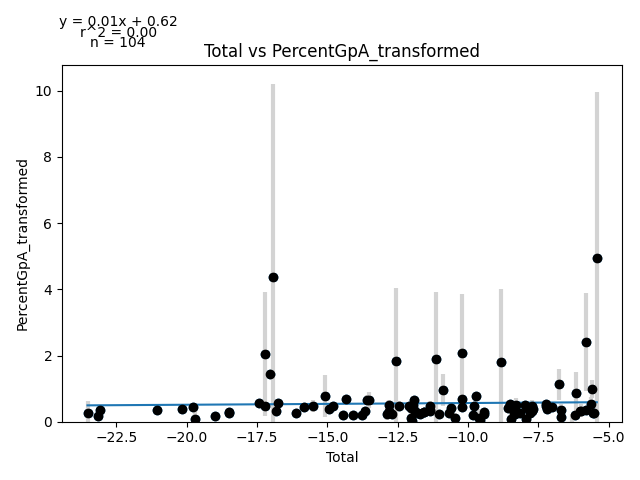 y = 0.01x + 0.62
r^2 = 0.00
n = 104
Total vs PercentGpA_transformed
PercentGpA_transformed
10
8
6
4
2
0
−22.5 −20.0 −17.5 −15.0 −12.5 −10.0 −7.5 −5.0
Total